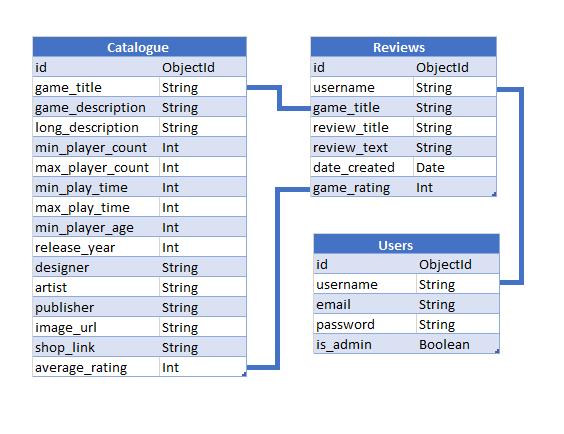 Catalogue
id ObjectId
game_title String
game_description String
long_description String
min_player_count Int
max_player_count Int
min_play_time Int
max_play_time Int
min_player_age Int
release_year Int
designer String
artist String
publisher String
image_url String
shop_link String
average_rating Int
Reviews
id ObjectId
username String
game_title String
review_title String
review_text String
date_created Date
game_rating Int
Users
id ObjectId
username String
email String
password String
is_admin Boolean